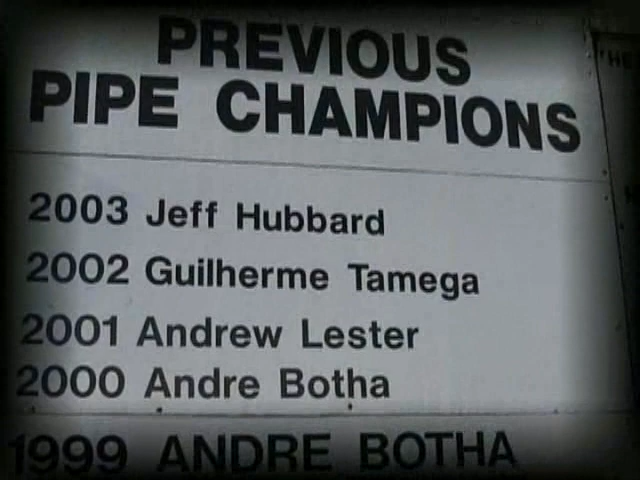 PREVIOUS
PIPE CHAMPIONS
2003 Jeff Hubbard
2002 Guilherme Tamega
2001 Andrew Lester
2000 Andre Botha
1999 ANDRE BOTHA